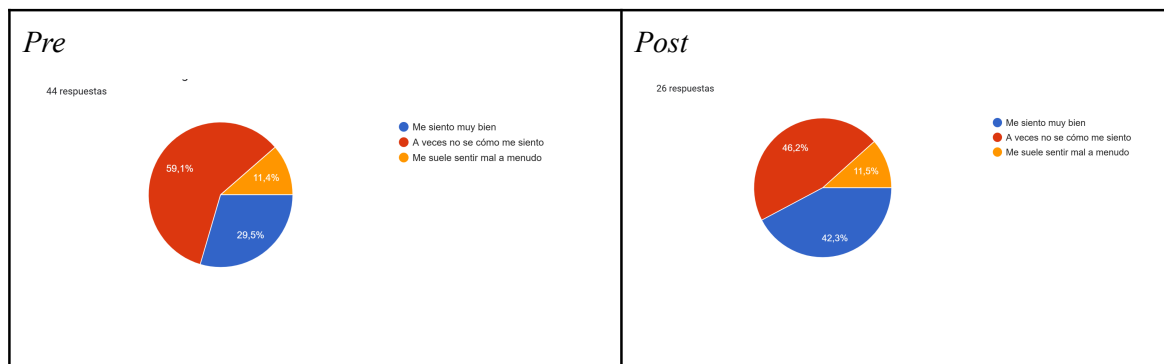 Pre
44 respuestas
59,1%
11,4%
29,5%
Me siento muy bien
A veces no se cómo me siento
Me suele sentir mal a menudo
Post
26 respuestas
46,2%
11,5%
42,3%
Me siento muy bien
A veces no se cómo me siento
Me suele sentir mal a menudo